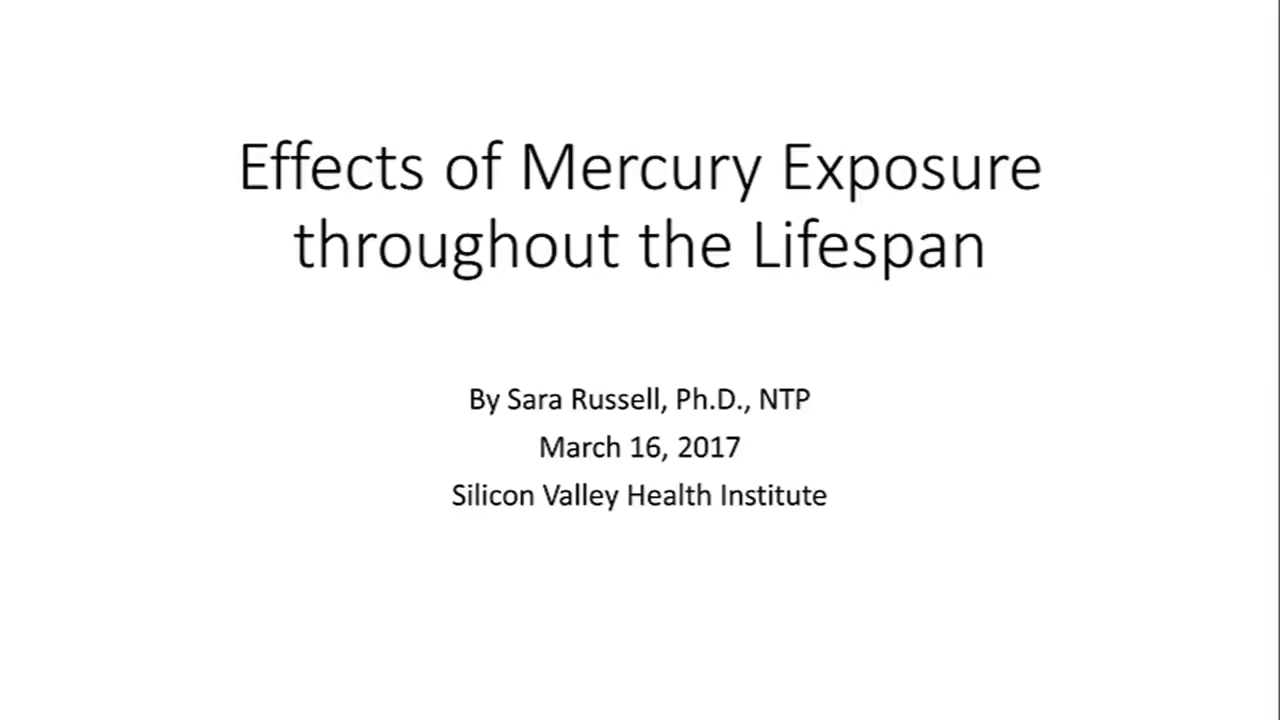 Effects of Mercury Exposure
throughout the Lifespan
By Sara Russell, Ph.D., NTP
March 16, 2017
Silicon Valley Health Institute